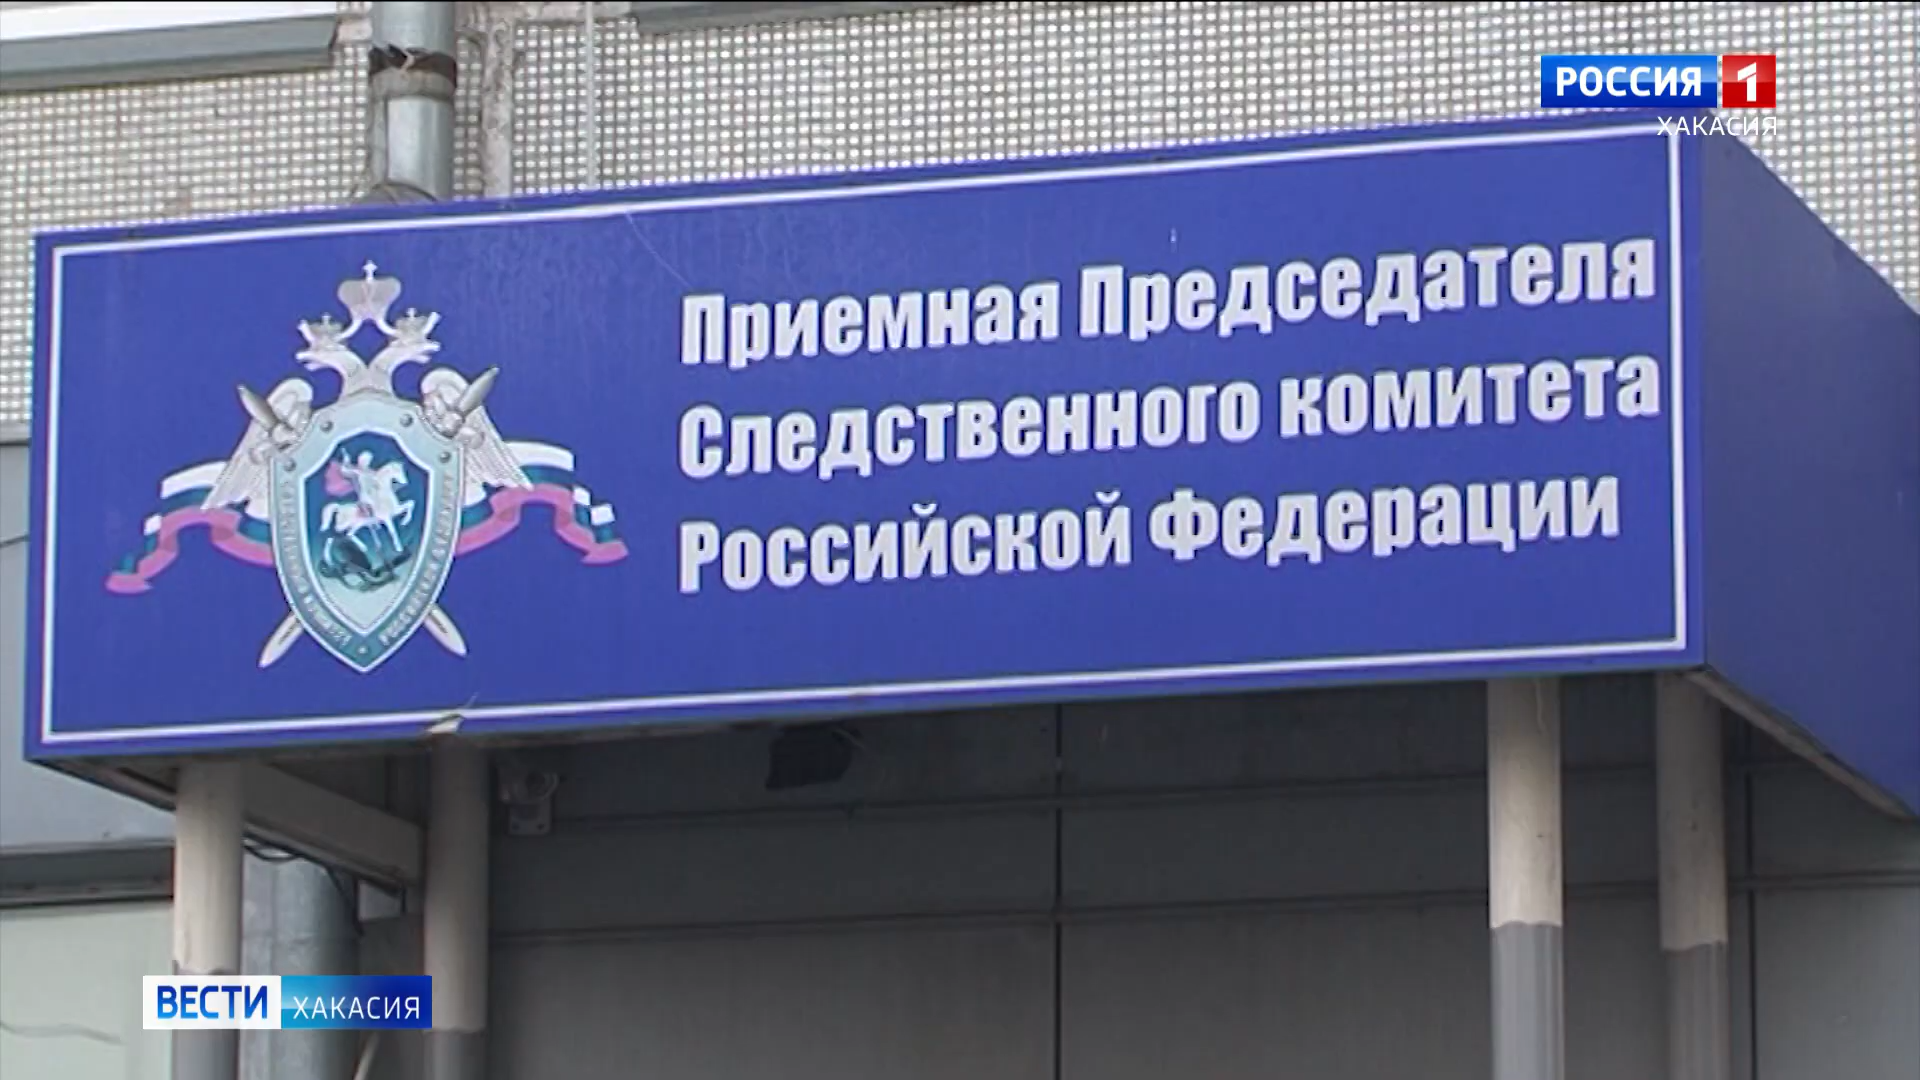 РОССИЯ 1
ХАКАСИЯ
Приемная Председателя
Следственного комитета
Российской Федерации
ВЕСТИ ХАКАСИЯ